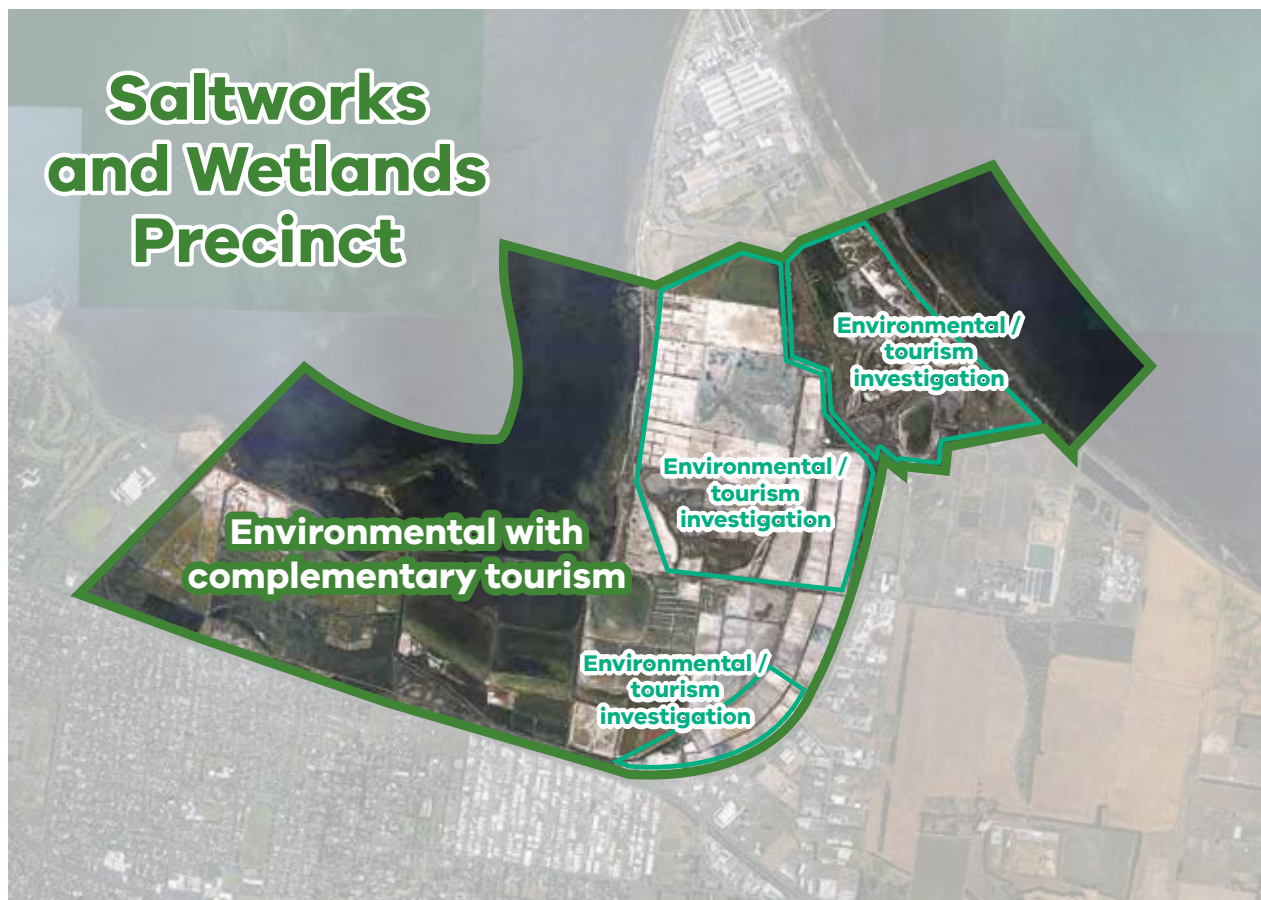 Saltworks
and Wetlands
Precinct
Environmental /
tourism
investigation
Environmental /
tourism
investigation
Environmental with
complementary tourism
Environmental /
tourism
investigation